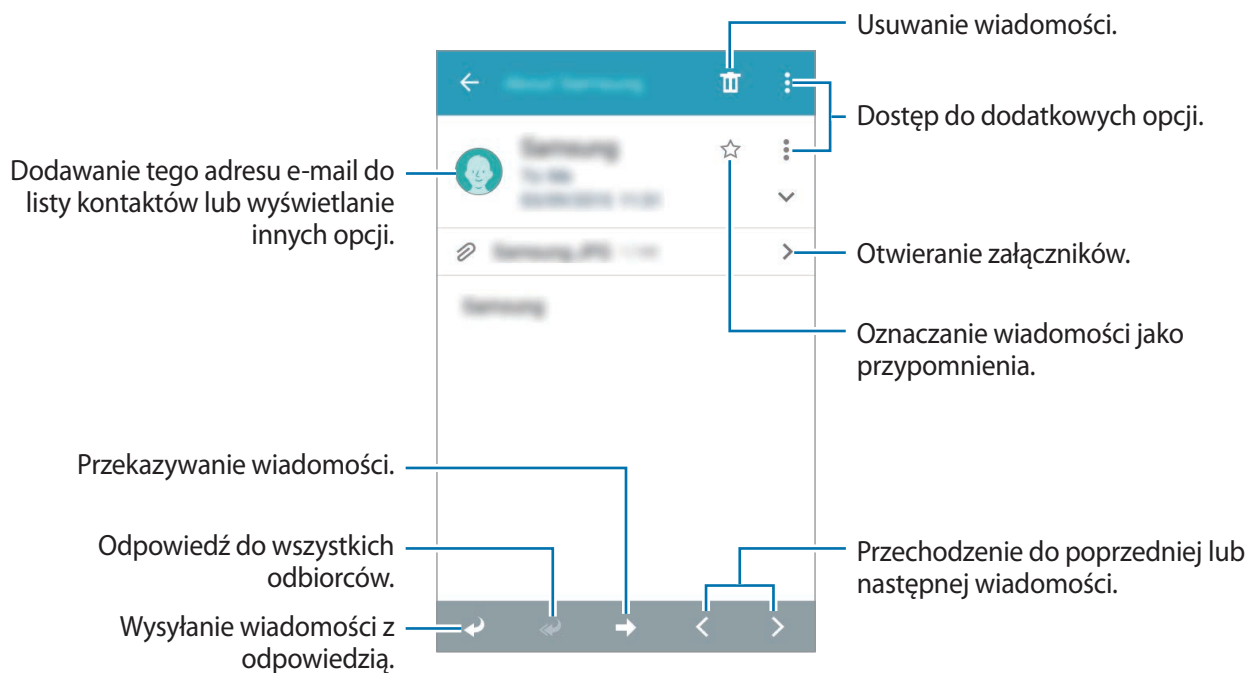 Usuwanie wiadomości.
Dostęp do dodatkowych opcji.
Dodawanie tego adresu e-mail do
listy kontaktów lub wyświetlanie
innych opcji.
Otwieranie załączników.
Oznaczanie wiadomości jako
przypomnienia.
Przekazywanie wiadomości.
Odpowiedź do wszystkich
odbiorców.
Przechodzenie do poprzedniej lub
następnej wiadomości.
Wysyłanie wiadomości z
odpowiedzią.